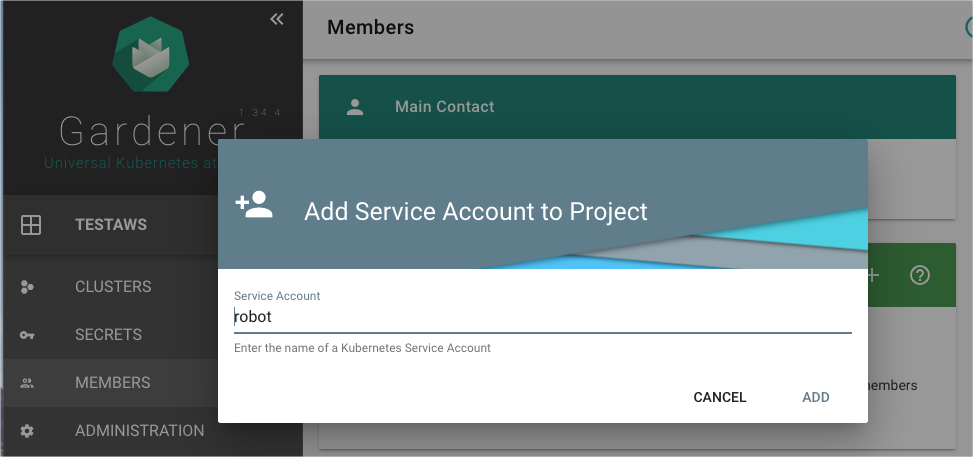 Members
1.34.4
Gardener
Universal Kubernetes at
Main Contact
TESTAWS
CLUSTERS
SECRETS
MEMBERS
ADMINISTRATION
Add Service Account to Project
Service Account
robot
Enter the name of a Kubernetes Service Account
CANCEL
ADD